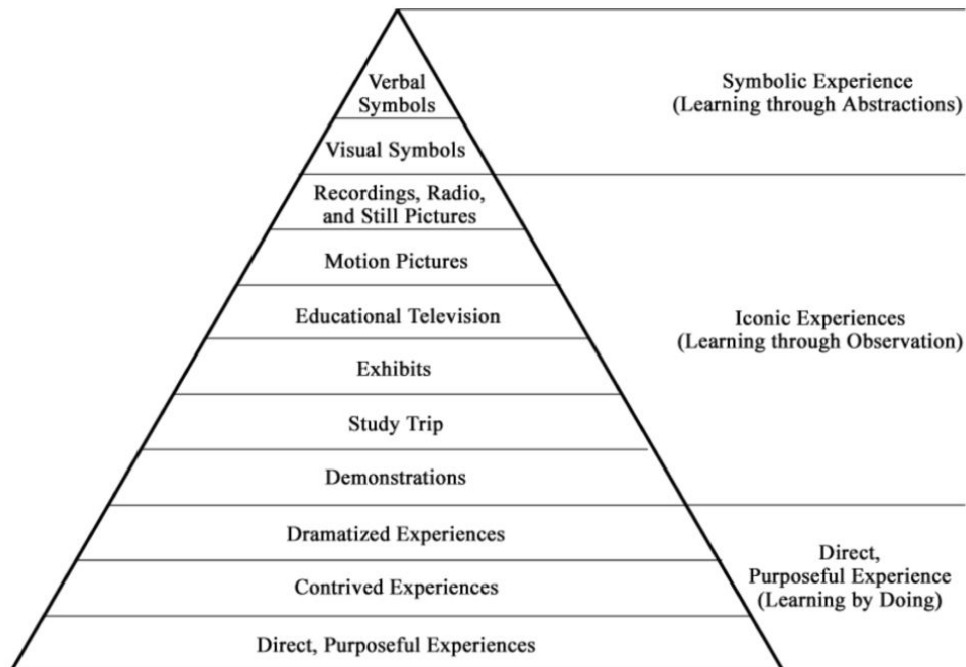 Verbal
Symbols
Visual Symbols
Recordings, Radio,
and Still Pictures
Motion Pictures
Educational Television
Exhibits
Study Trip
Demonstrations
Dramatized Experiences
Contrived Experiences
Direct, Purposeful Experiences
Symbolic Experience
(Learning through Abstractions)
Iconic Experiences
(Learning through Observation)
Direct,
Purposeful Experience
(Learning by Doing)